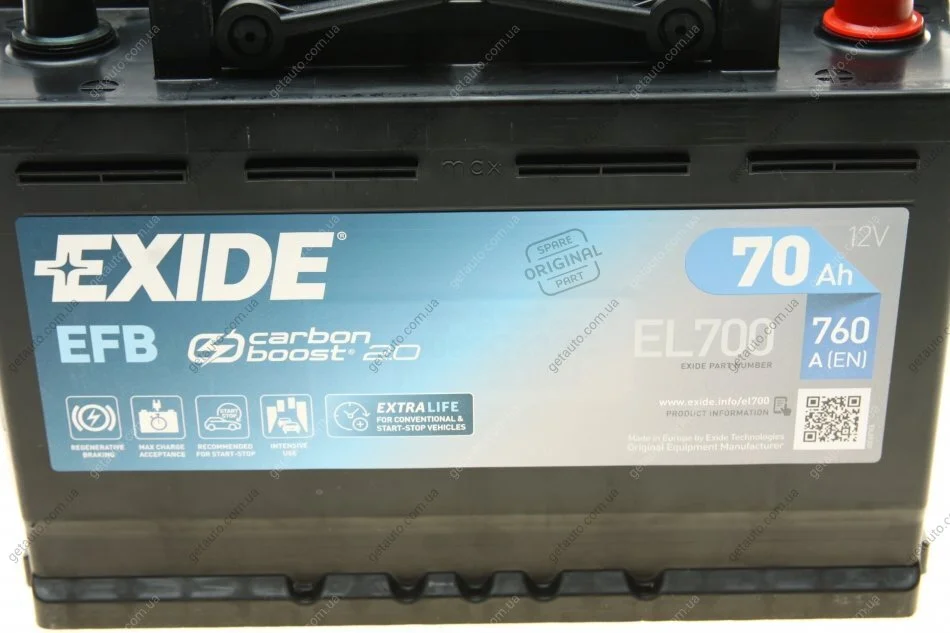 max
EXIDE®
SPARE
ORIGINAL
PART
70 Ah
12V
EFB
carbon
boost® 2.0
EL700
EXIDE PART NUMBER
760
A (EN)
REGENERATIVE
BRAKING
MAX CHARGE
ACCEPTANCE
START
STOP
RECOMMENDED
FOR START-STOP
INTENSIVE
USE
EXTRA LIFE
FOR CONVENTIONAL &
START-STOP VEHICLES
www.exide.info/el700
PRODUCT INFORMATION
Made in Europe by Exide Technologies
Original Equipment Manufacturer
getauto.com.ua